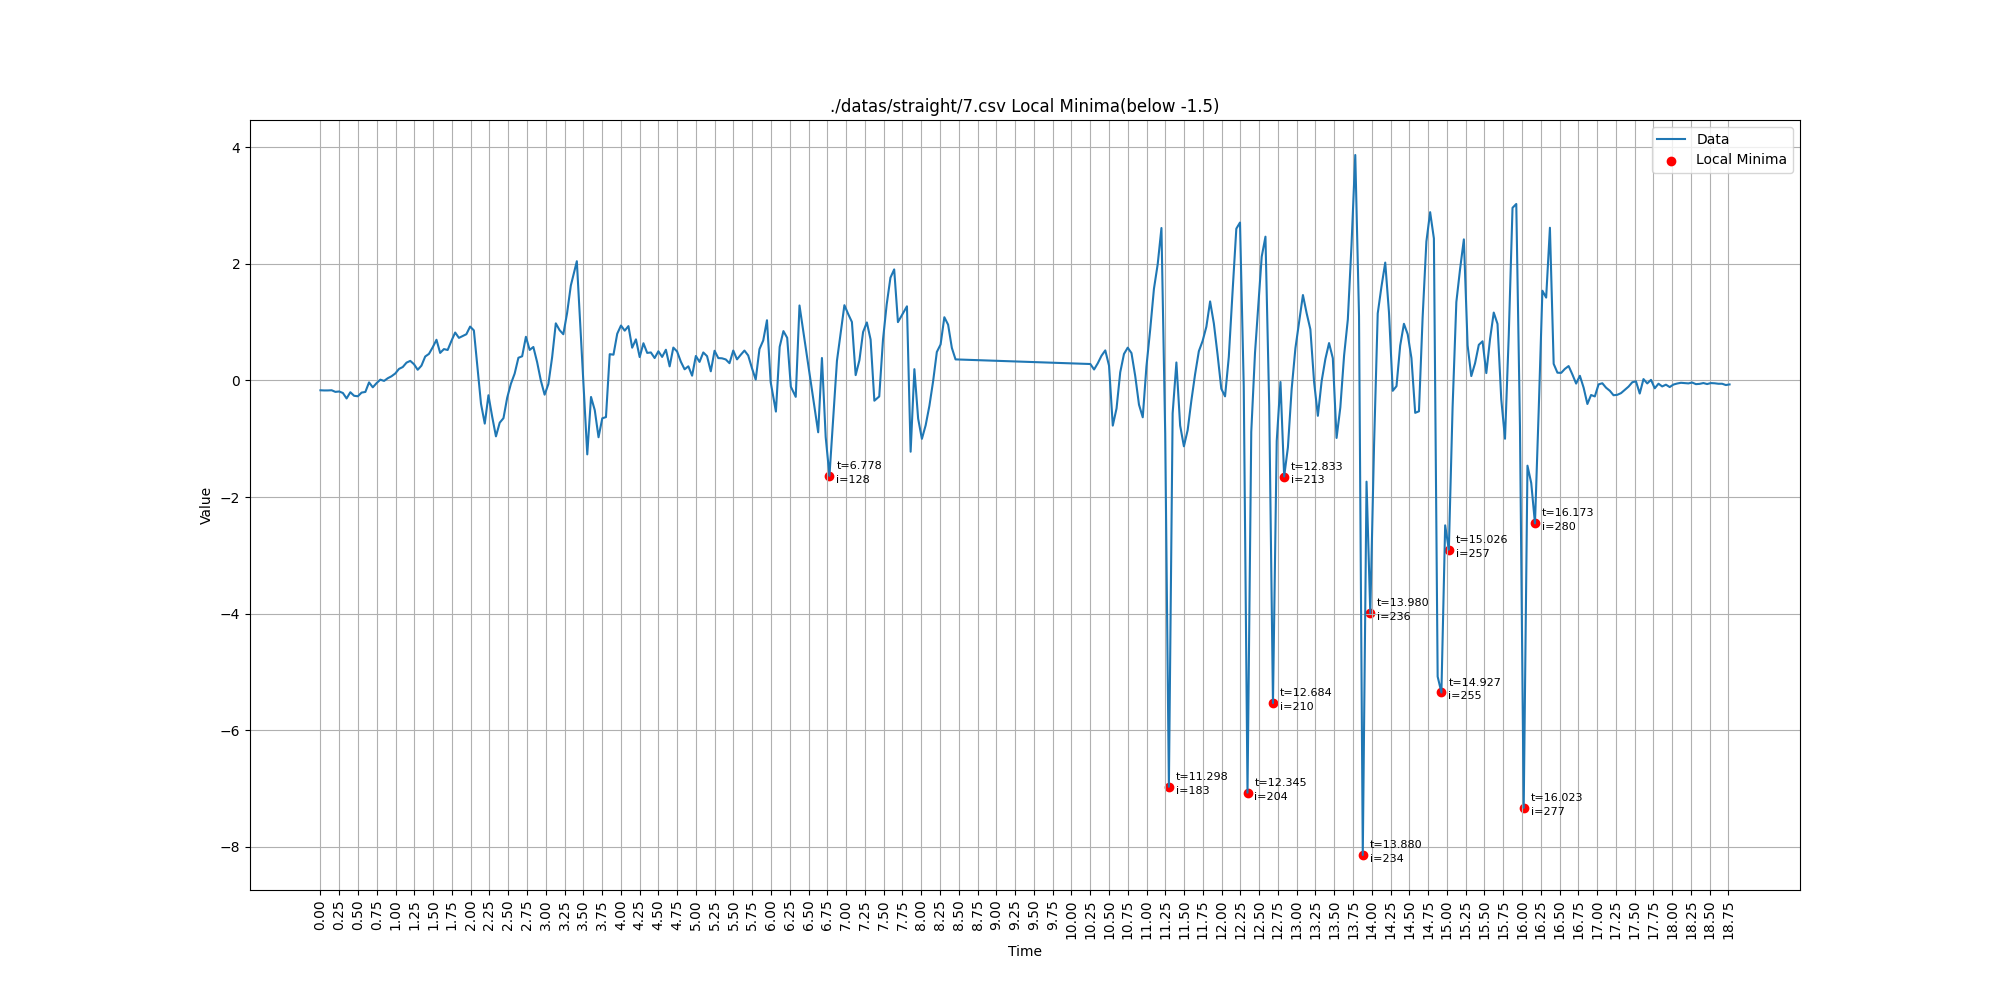 ./datas/straight/7.csv Local Minima(below -1.5)
Data
Local Minima
Value
4
2
0
−2
−4
−6
−8
t=6.778
i=128
t=11.298
i=183
t=12.345
i=204
t=12.684
i=210
t=12.833
i=213
t=13.880
i=234
t=13.980
i=236
t=14.927
i=255
t=15.026
i=257
t=16.023
i=277
t=16.173
i=280
0.00 0.25 0.50 0.75 1.00 1.25 1.50 1.75 2.00 2.25 2.50 2.75 3.00 3.25 3.50 3.75 4.00 4.25 4.50 4.75 5.00 5.25 5.50 5.75 6.00 6.25 6.50 6.75 7.00 7.25 7.50 7.75 8.00 8.25 8.50 9.00 9.25 9.50 9.75 10.00 10.25 10.50 10.75 11.00 11.25 11.50 11.75 12.00 12.25 12.50 12.75 13.00 13.25 13.50 13.75 14.00 14.25 14.50 14.75 15.00 15.25 15.50 15.75 16.00 16.25 16.50 16.75 17.00 17.25 17.50 17.75 18.00 18.25 18.50 18.75
Time